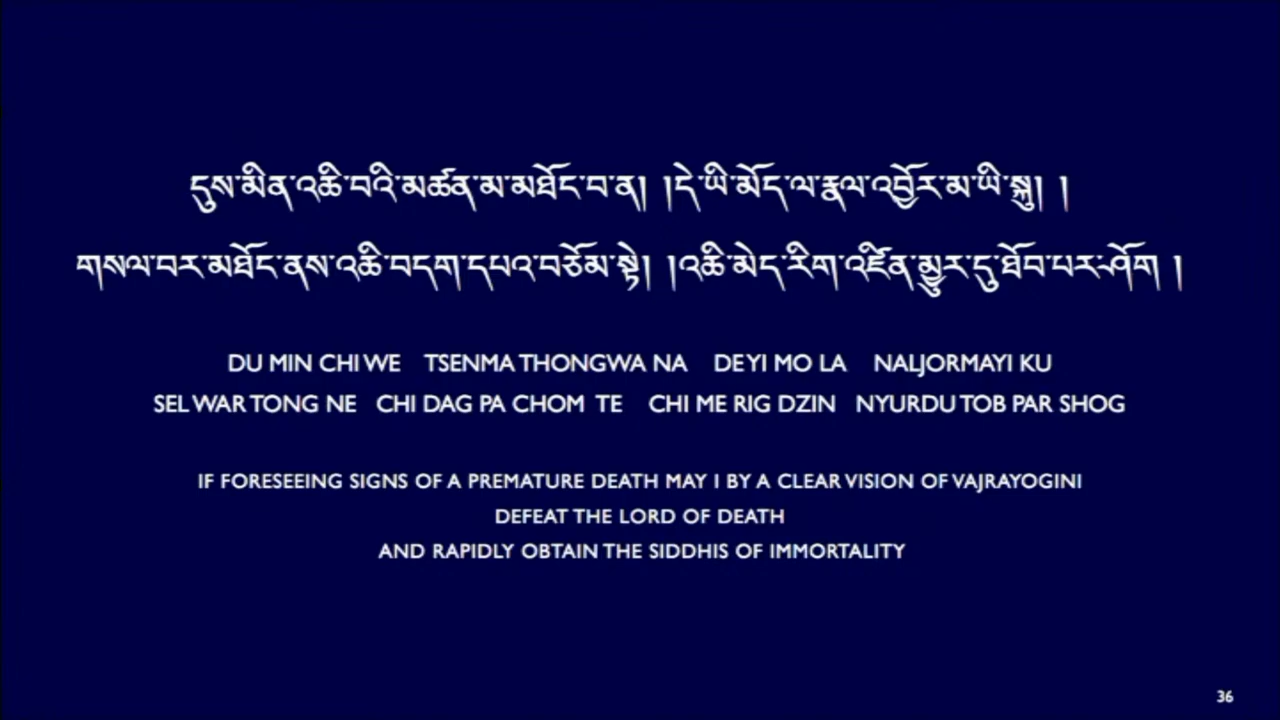 དུས་མིན་འཆི་བའི་མཚན་མ་མཐོང་བ་ན། །དེ་ཡི་མོད་ལ་རྣལ་འབྱོར་མ་ཡི་སྐུ། །
གསལ་བར་མཐོང་ནས་འཆི་བདག་དཔའ་བཅོམ་སྟེ། །འཆི་མེད་རིག་འཛིན་མྱུར་དུ་ཐོབ་པར་ཤོག །
DU MIN CHI WE TSENMA THONGWA NA DEYI MO LA NALJORMAYI KU
SEL WAR TONG NE CHI DAG PA CHOM TE CHI ME RIG DZIN NYURDU TOB PAR SHOG
IF FORESEEING SIGNS OF A PREMATURE DEATH MAY I BY A CLEAR VISION OF VAJRAYOGINI
DEFEAT THE LORD OF DEATH
AND RAPIDLY OBTAIN THE SIDDHIS OF IMMORTALITY
36